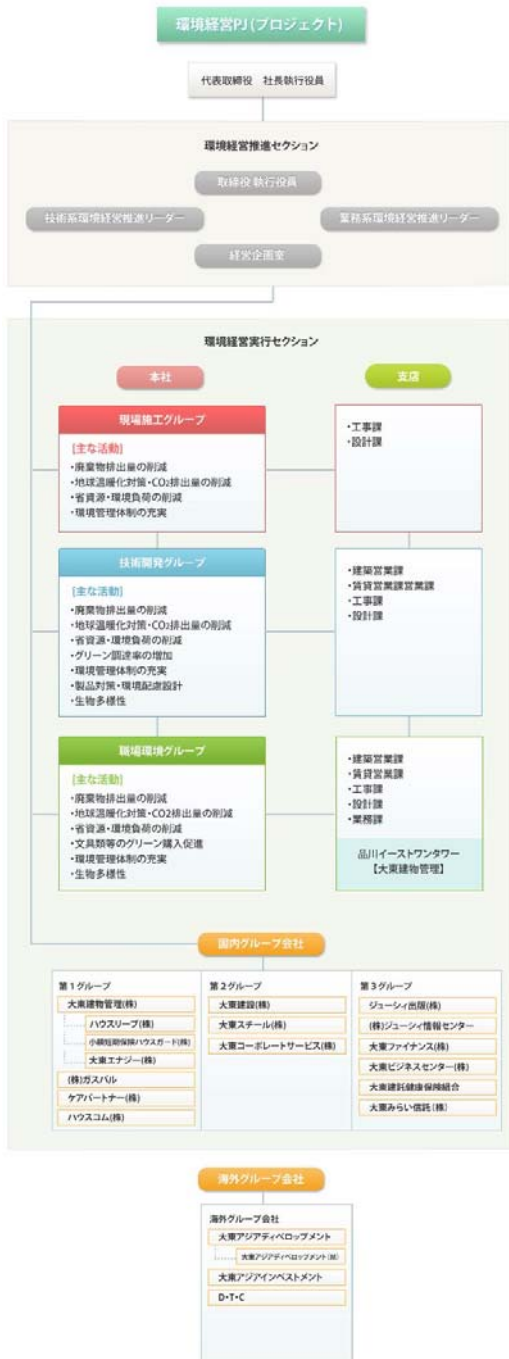 環境経営PJ(プロジェクト)
代表取締役　社長執行役員
環境経営推進セクション
取締役 執行役員
技術系環境経営推進リーダー
業務系環境経営推進リーダー
経営企画室
環境経営実行セクション
本社
支店
現場施工グループ
[主な活動]
・廃棄物排出量の削減
・地球温暖化対策・CO₂排出量の削減
・省資源・環境負荷の削減
・環境管理体制の充実
・工事課
・設計課
技術開発グループ
[主な活動]
・廃棄物排出量の削減
・地球温暖化対策・CO₂排出量の削減
・省資源・環境負荷の削減
・グリーン調達率の増加
・環境管理体制の充実
・製品対策・環境配慮設計
・生物多様性
・建築営業課
・賃貸営業課営業課
・工事課
・設計課
職場環境グループ
[主な活動]
・廃棄物排出量の削減
・地球温暖化対策・CO2排出量の削減
・省資源・環境負荷の削減
・文具類等のグリーン購入促進
・環境管理体制の充実
・生物多様性
・建築営業課
・賃貸営業課
・工事課
・設計課
・業務課
品川イーストワンタワー
【大東建物管理】
国内グループ会社
第1グループ
大東建物管理(株)
ハウスリーブ(株)
小額短期保険ハウスガード(株)
大東エナジー(株)
(株)ガスパル
ケアパートナー(株)
ハウスコム(株)
第2グループ
大東建設(株)
大東スチール(株)
大東コーポレートサービス(株)
第3グループ
ジューシィ出版(株)
(株)ジューシィ情報センター
大東ファイナンス(株)
大東ビジネスセンター(株)
大東建託健康保険組合
大東みらい信託(株)
海外グループ会社
海外グループ会社
大東アジアディベロップメント
大東アジアディベロップメント
大東アジアインベストメント
D・T・C